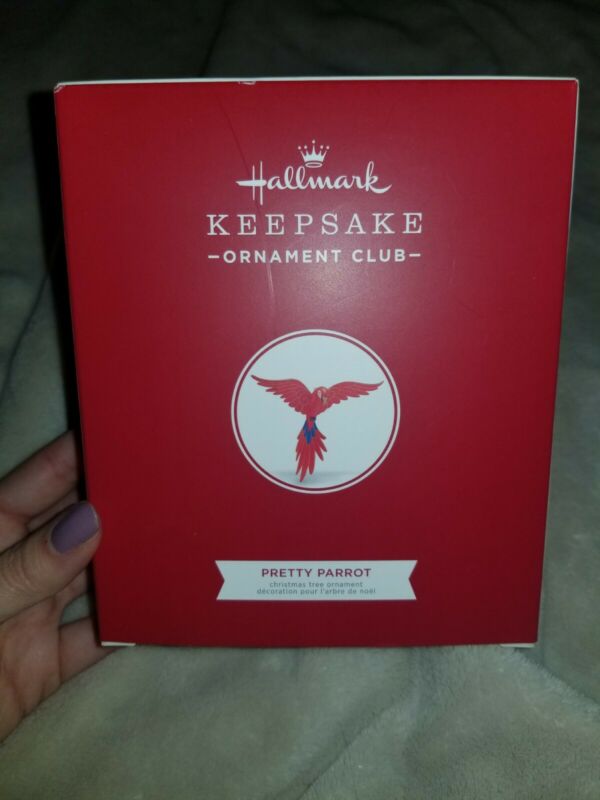 Hallmark
KEEPSAKE
-ORNAMENT CLUB-
PRETTY PARROT
christmas tree ornament
décoration pour l'arbre de noël